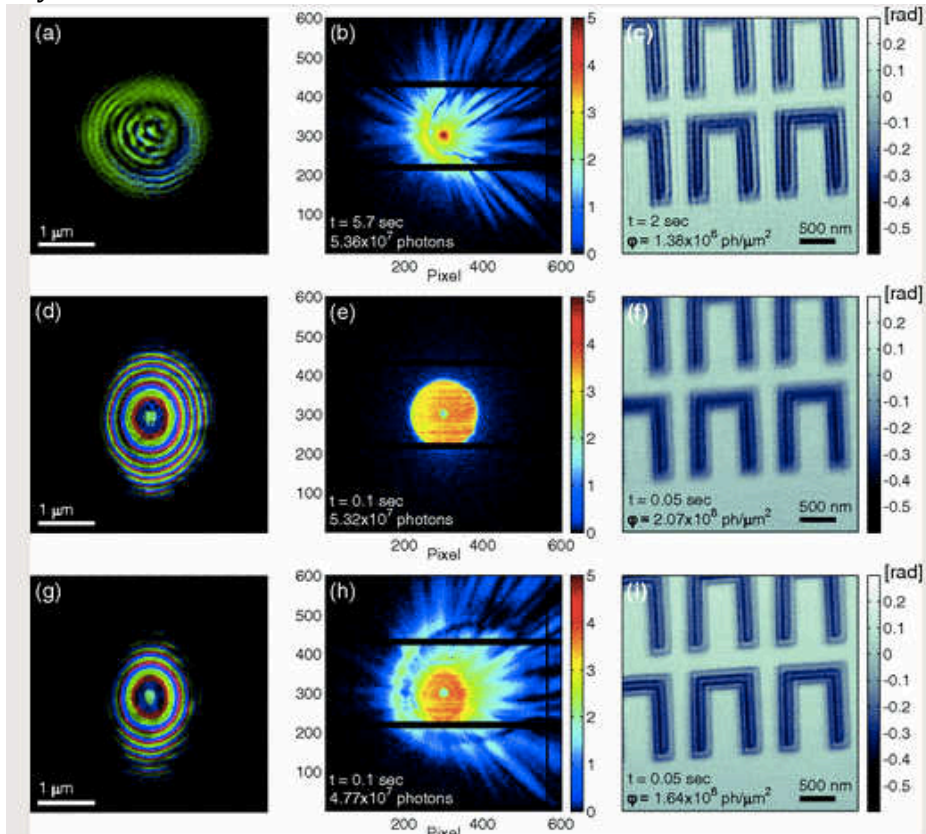 (a)
1 μm
(b)
600
500
400
300
200
100
t = 5.7 sec
5.36x10⁷ photons
200 400 600
Pixel
5
4
3
2
1
0
(c)
t = 2 sec
φ = 1.38x10⁶ ph/μm²
500 nm
[rad]
0.2
0.1
0
-0.1
-0.2
-0.3
-0.4
-0.5
(d)
1 μm
(e)
600
500
400
300
200
100
t = 0.1 sec
5.32x10⁷ photons
200 400 600
Pixel
5
4
3
2
1
0
(f)
t = 0.05 sec
φ = 2.07x10⁶ ph/μm²
500 nm
[rad]
0.2
0.1
0
-0.1
-0.2
-0.3
-0.4
-0.5
(g)
1 μm
(h)
600
500
400
300
200
100
t = 0.1 sec
4.77x10⁷ photons
200 400 600
Pixel
5
4
3
2
1
0
(i)
t = 0.05 sec
φ = 1.64x10⁶ ph/μm²
500 nm
[rad]
0.2
0.1
0
-0.1
-0.2
-0.3
-0.4
-0.5